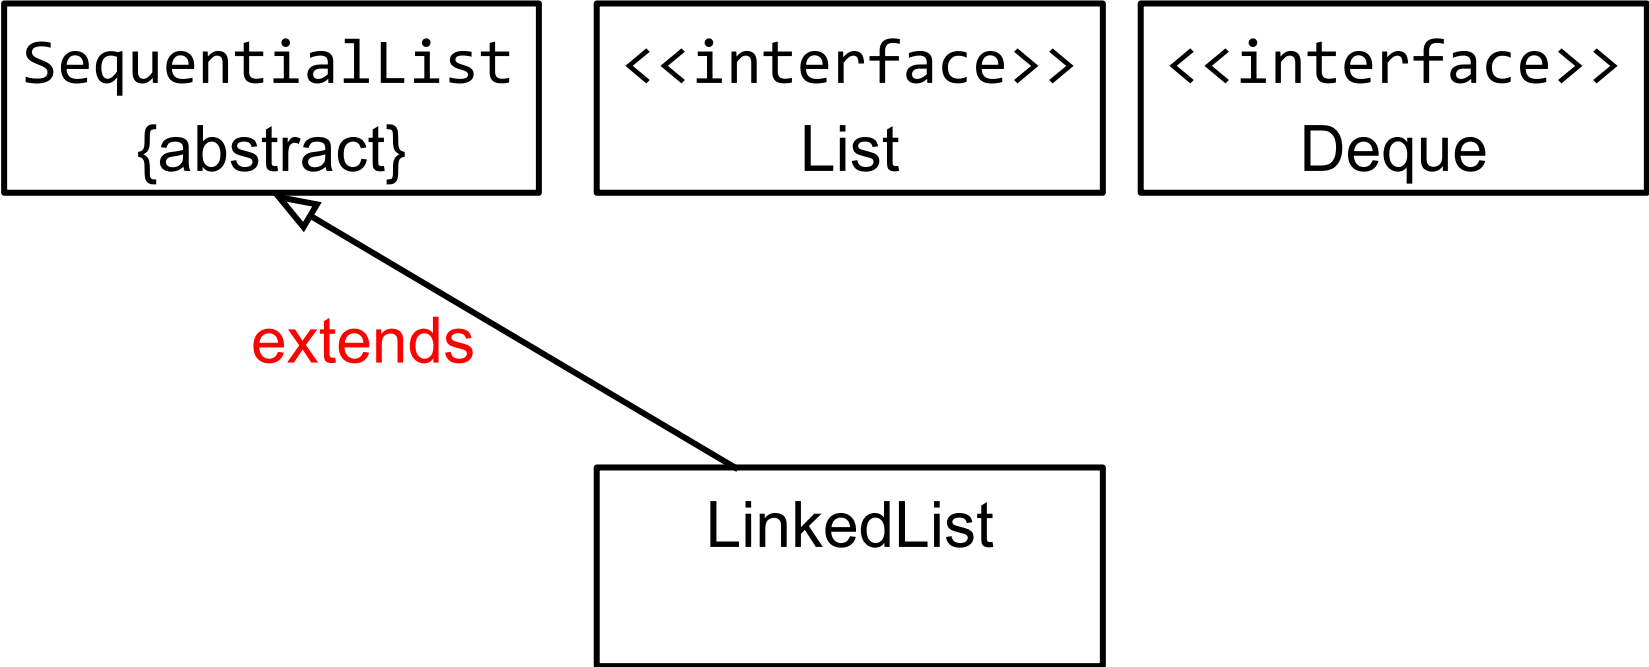 SequentialList
{abstract}
<<interface>>
List
<<interface>>
Deque
extends
LinkedList